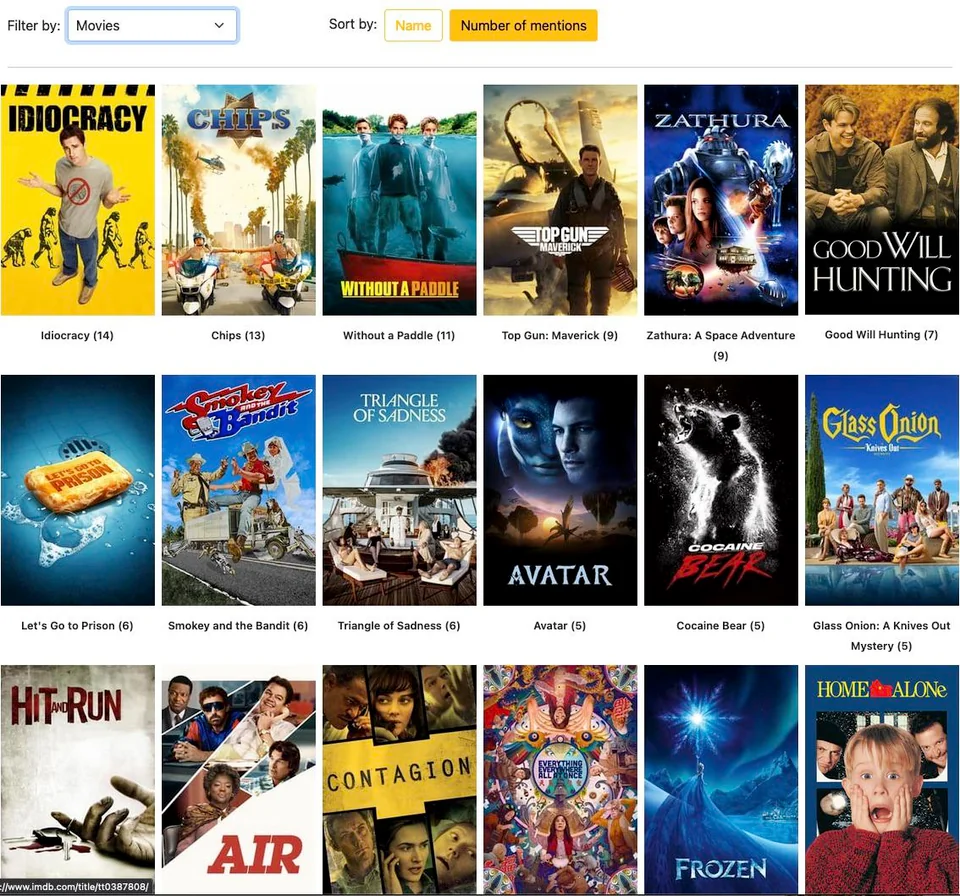 Filter by: Movies
Sort by: Name Number of mentions
IDIOCRACY
CHIPS
WITHOUT A PADDLE
TOP GUN
MAVERICK
ZATHURA
GOOD WILL
HUNTING
Idiocracy (14)
Chips (13)
Without a Paddle (11)
Top Gun: Maverick (9)
Zathura: A Space Adventure
(9)
Good Will Hunting (7)
LET'S GO TO
PRISON
Smokey
AND THE
Bandit
TRIANGLE
OF SADNESS
AVATAR
COCAINE
BEAR
Glass Onion
Knives Out
Let's Go to Prison (6)
Smokey and the Bandit (6)
Triangle of Sadness (6)
Avatar (5)
Cocaine Bear (5)
Glass Onion: A Knives Out
Mystery (5)
HIT AND RUN
AIR
CONTAGION
EVERYTHING
EVERYWHERE
ALL AT ONCE
FROZEN
HOME ALONe
://www.imdb.com/title/tt0387808/